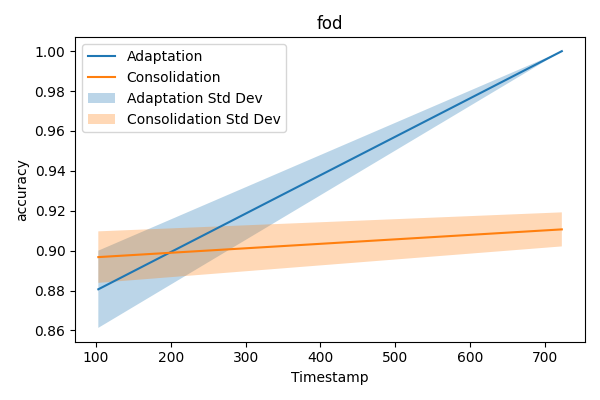 fod
Adaptation
Consolidation
Adaptation Std Dev
Consolidation Std Dev
accuracy
1.00
0.98
0.96
0.94
0.92
0.90
0.88
0.86
100 200 300 400 500 600 700
Timestamp